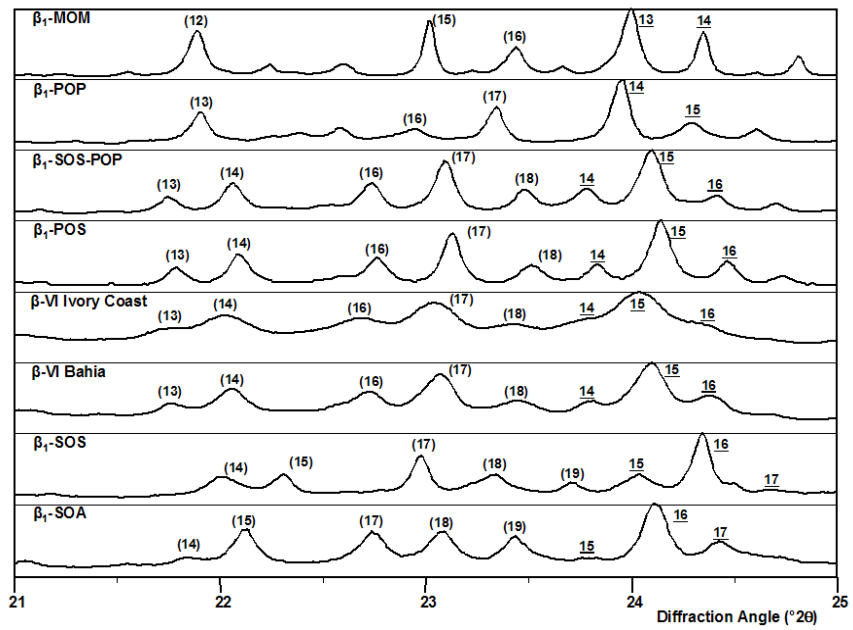 β₁-MOM (12) (15) (16) 13 14
β₁-POP (13) (16) (17) 14 15
β₁-SOS-POP (13) (14) (16) (17) (18) 14 15 16
β₁-POS (13) (14) (16) (17) (18) 14 15 16
β-VI Ivory Coast (13) (14) (16) (17) (18) 14 15 16
β-VI Bahia (13) (14) (16) (17) (18) 14 15 16
β₁-SOS (14) (15) (17) (18) (19) 15 16 17
β₁-SOA (14) (15) (17) (18) (19) 15 16 17
21 22 23 24 25
Diffraction Angle (°2θ)